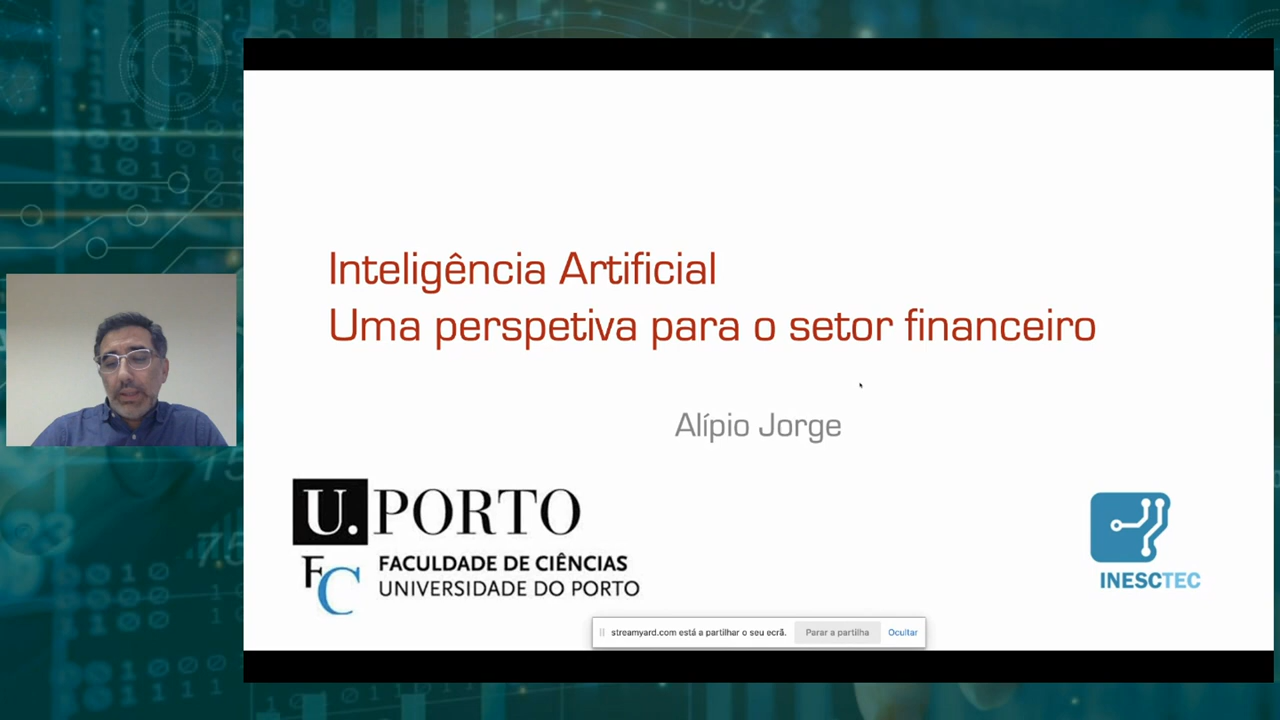 Inteligência Artificial
Uma perspetiva para o setor financeiro
Alípio Jorge
U.PORTO
FC FACULDADE DE CIÊNCIAS
UNIVERSIDADE DO PORTO
INESCTEC
streamyard.com está a partilhar o seu ecrã. Parar a partilha Ocultar